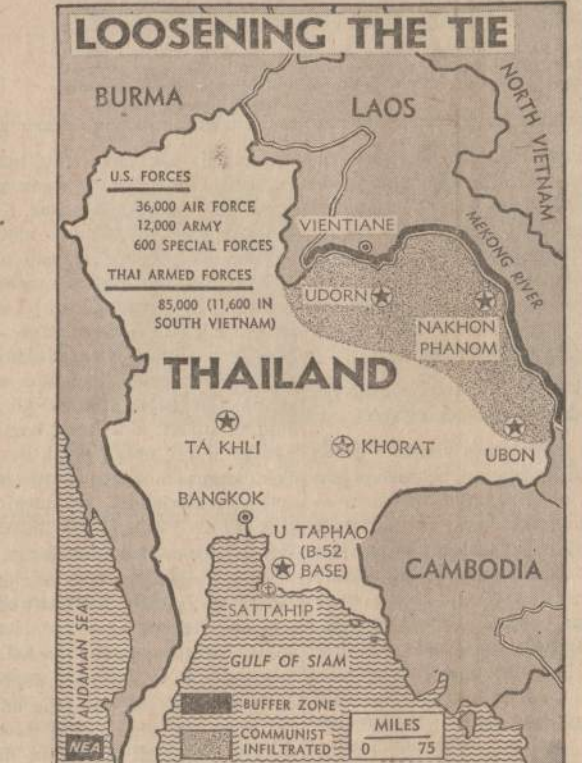 LOOSENING THE TIE
BURMA
LAOS
NORTH VIETNAM
U.S. FORCES
36,000 AIR FORCE
12,000 ARMY
600 SPECIAL FORCES
THAI ARMED FORCES
85,000 (11,600 IN
SOUTH VIETNAM)
VIENTIANE
MEKONG RIVER
UDORN
NAKHON
PHANOM
THAILAND
TA KHLI
KHORAT
UBON
BANGKOK
U TAPHAO
(B-52
BASE)
CAMBODIA
SATTAHIP
ANDAMAN SEA
GULF OF SIAM
BUFFER ZONE
COMMUNIST
INFILTRATED
MILES
0 75
NEA